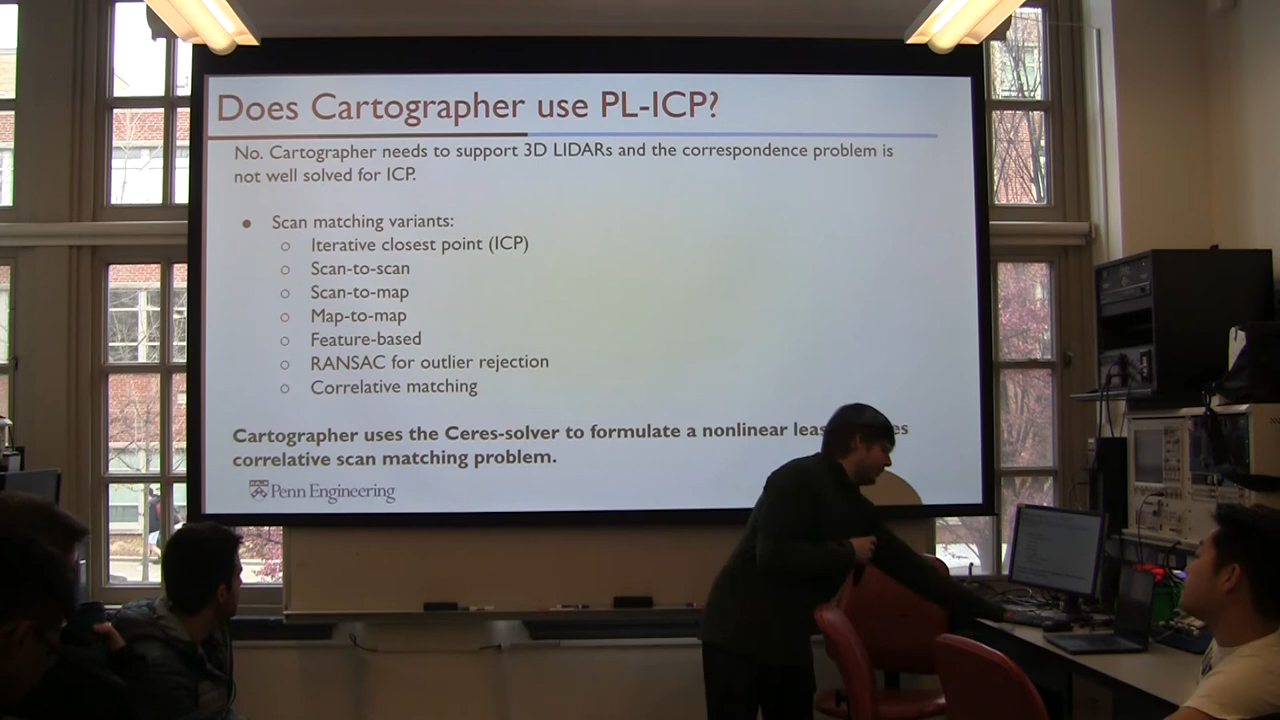 Does Cartographer use PL-ICP?
No. Cartographer needs to support 3D LIDARs and the correspondence problem is
not well solved for ICP.
● Scan matching variants:
○ Iterative closest point (ICP)
○ Scan-to-scan
○ Scan-to-map
○ Map-to-map
○ Feature-based
○ RANSAC for outlier rejection
○ Correlative matching
Cartographer uses the Ceres-solver to formulate a nonlinear
correlative scan matching problem.
Penn Engineering